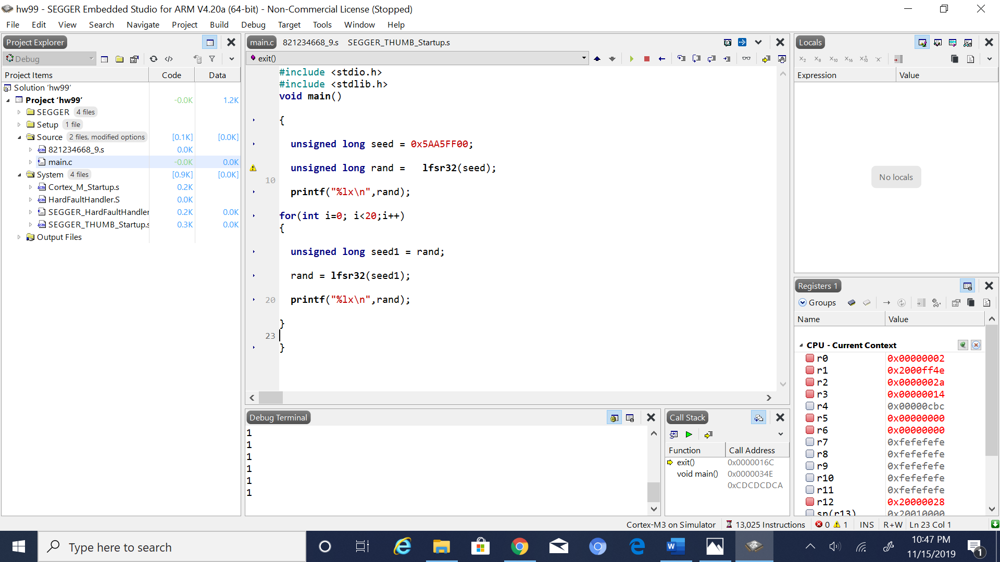 hw99 - SEGGER Embedded Studio for ARM V4.20a (64-bit) - Non-Commercial License (Stopped)
File Edit View Search Navigate Project Build Debug Target Tools Window Help
Project Explorer
Debug
Project Items Code Data
Solution 'hw99'
Project 'hw99' -0.0K 1.2K
SEGGER 4 files
Setup 1 file
Source 2 files, modified options [0.1K] [0.0K]
821234668_9.s 0.0K
main.c -0.0K 0.0K
System 4 files [0.9K] [0.0K]
Cortex_M_Startup.s 0.2K
HardFaultHandler.S 0.0K
SEGGER_HardFaultHandler 0.2K 0.0K
SEGGER_THUMB_Startup.s 0.3K 0.0K
Output Files
main.c 821234668_9.s SEGGER_THUMB_Startup.s
exit()
#include <stdio.h>
#include <stdlib.h>
void main()
{
unsigned long seed = 0x5AA5FF00;
unsigned long rand =   lfsr32(seed);
10
printf("%lx\n",rand);
for(int i=0; i<20;i++)
{
unsigned long seed1 = rand;
rand = lfsr32(seed1);
20 printf("%lx\n",rand);
}
23
}
Debug Terminal
1
1
1
1
1
1
Call Stack
Function Call Address
exit() 0x0000016C
void main() 0x0000034E
0xCDCDCDCA
Locals
x2 x8 x10 x16 x±10 'x'
Expression Value
No locals
Registers 1
Groups
Name Value
CPU - Current Context
r0 0x00000002
r1 0x2000ff4e
r2 0x0000002a
r3 0x00000014
r4 0x00000cbc
r5 0x00000000
r6 0x00000000
r7 0xfefefefe
r8 0xfefefefe
r9 0xfefefefe
r10 0xfefefefe
r11 0xfefefefe
r12 0x20000028
sp(r13) 0x20010000
Cortex-M3 on Simulator 13,025 Instructions 0 1 INS R+W Ln 23 Col 1
Type here to search
10:47 PM
11/15/2019
1